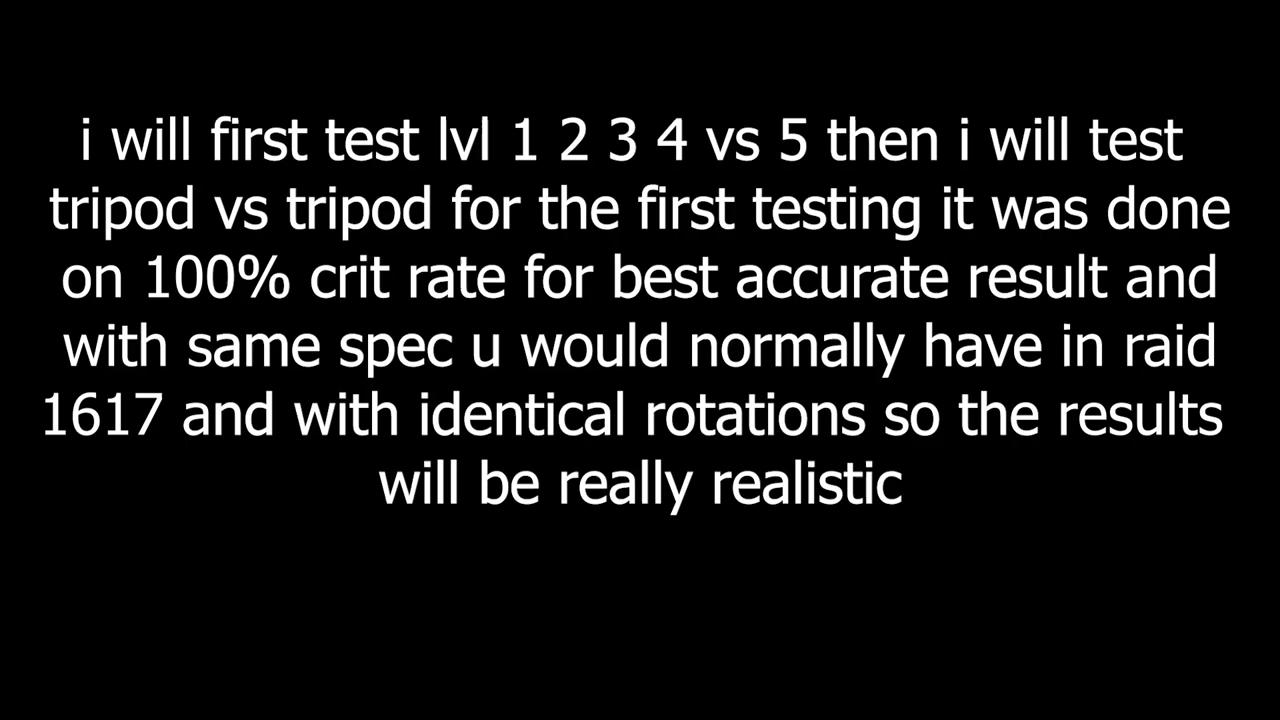 i will first test lvl 1 2 3 4 vs 5 then i will test
tripod vs tripod for the first testing it was done
on 100% crit rate for best accurate result and
with same spec u would normally have in raid
1617 and with identical rotations so the results
will be really realistic